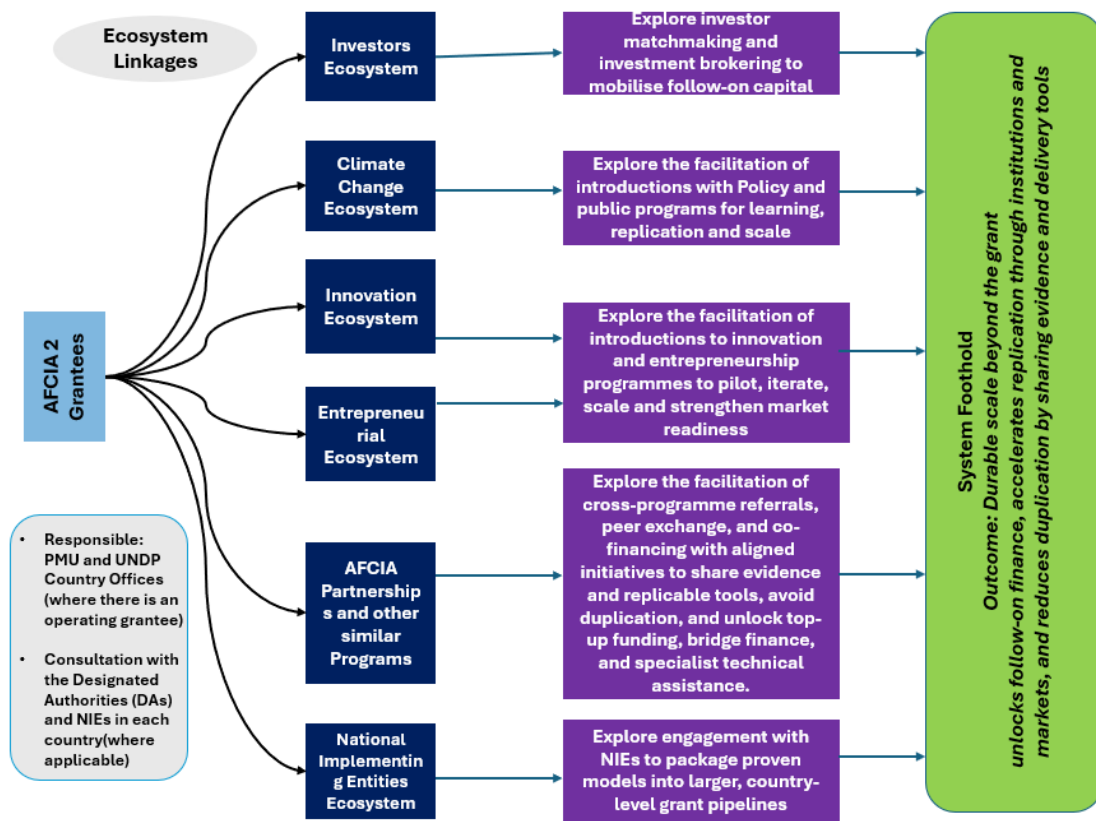 Ecosystem
Linkages
AFCIA 2
Grantees
• Responsible:
PMU and UNDP
Country Offices
(where there is an
operating grantee)
• Consultation with
the Designated
Authorities (DAs)
and NIEs in each
country(where
applicable)
Investors
Ecosystem
Explore investor
matchmaking and
investment brokering to
mobilise follow-on capital
Climate
Change
Ecosystem
Explore the facilitation of
introductions with Policy and
public programs for learning,
replication and scale
Innovation
Ecosystem
Entrepreneu
rial
Ecosystem
Explore the facilitation of
introductions to innovation
and entrepreneurship
programmes to pilot, iterate,
scale and strengthen market
readiness
AFCIA
Partnership
s and other
similar
Programs
Explore the facilitation of
cross-programme referrals,
peer exchange, and co-
financing with aligned
initiatives to share evidence
and replicable tools, avoid
duplication, and unlock top-
up funding, bridge finance,
and specialist technical
assistance.
National
Implementin
g Entities
Ecosystem
Explore engagement with
NIEs to package proven
models into larger, country-
level grant pipelines
System Foothold
Outcome: Durable scale beyond the grant
unlocks follow-on finance, accelerates replication through institutions and
markets, and reduces duplication by sharing evidence and delivery tools